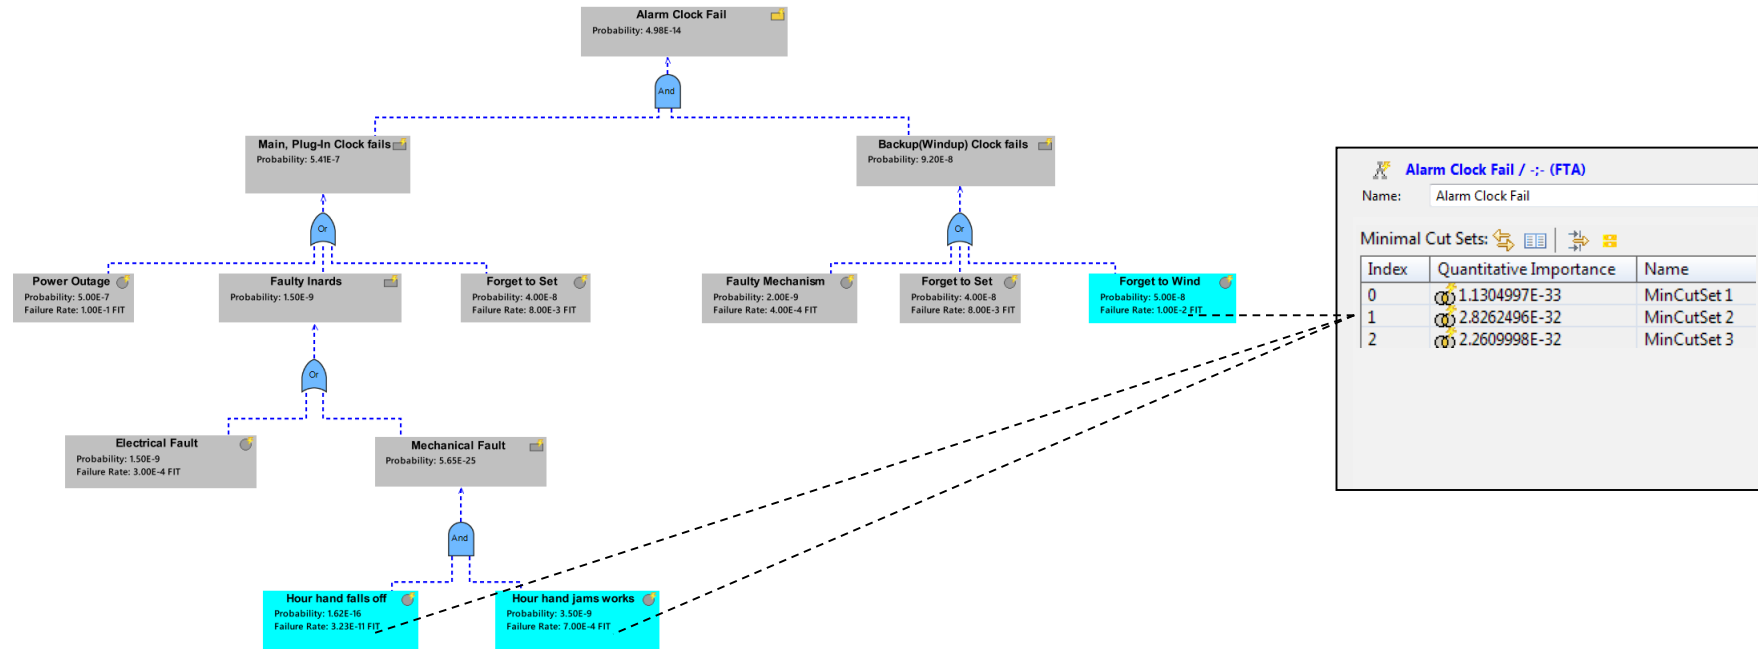 Alarm Clock Fail
Probability: 4.98E-14
And
Main, Plug-In Clock fails
Probability: 5.41E-7
Backup(Windup) Clock fails
Probability: 9.20E-8
Or
Or
Power Outage
Probability: 5.00E-7
Failure Rate: 1.00E-1 FIT
Faulty Inards
Probability: 1.50E-9
Forget to Set
Probability: 4.00E-8
Failure Rate: 8.00E-3 FIT
Faulty Mechanism
Probability: 2.00E-9
Failure Rate: 4.00E-4 FIT
Forget to Set
Probability: 4.00E-8
Failure Rate: 8.00E-3 FIT
Forget to Wind
Probability: 5.00E-8
Failure Rate: 1.00E-2 FIT
Or
Electrical Fault
Probability: 1.50E-9
Failure Rate: 3.00E-4 FIT
Mechanical Fault
Probability: 5.65E-25
And
Hour hand falls off
Probability: 1.62E-16
Failure Rate: 3.23E-11 FIT
Hour hand jams works
Probability: 3.50E-9
Failure Rate: 7.00E-4 FIT
Alarm Clock Fail / -;- (FTA)
Name: Alarm Clock Fail
Minimal Cut Sets:
Index Quantitative Importance Name
0 1.1304997E-33 MinCutSet 1
1 2.8262496E-32 MinCutSet 2
2 2.2609998E-32 MinCutSet 3